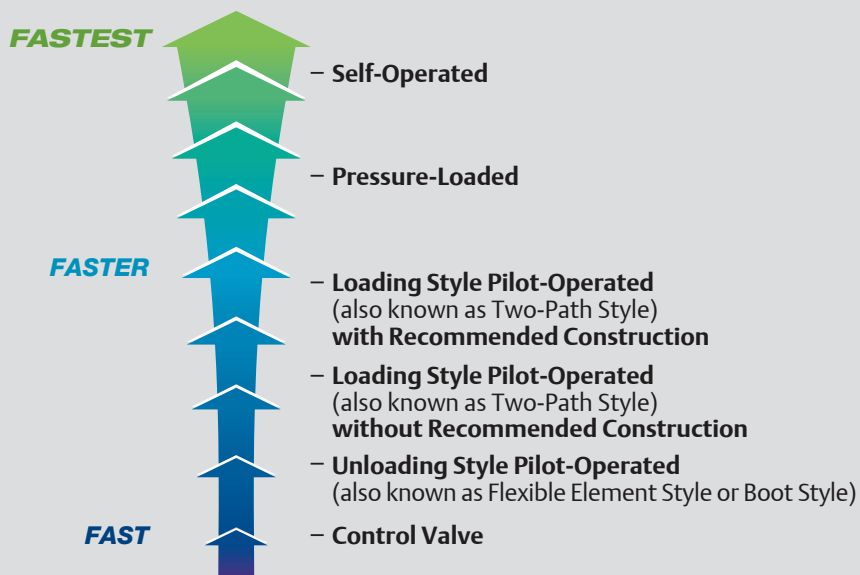 FASTEST
– Self-Operated
– Pressure-Loaded
FASTER
– Loading Style Pilot-Operated
(also known as Two-Path Style)
with Recommended Construction
– Loading Style Pilot-Operated
(also known as Two-Path Style)
without Recommended Construction
– Unloading Style Pilot-Operated
(also known as Flexible Element Style or Boot Style)
FAST
– Control Valve